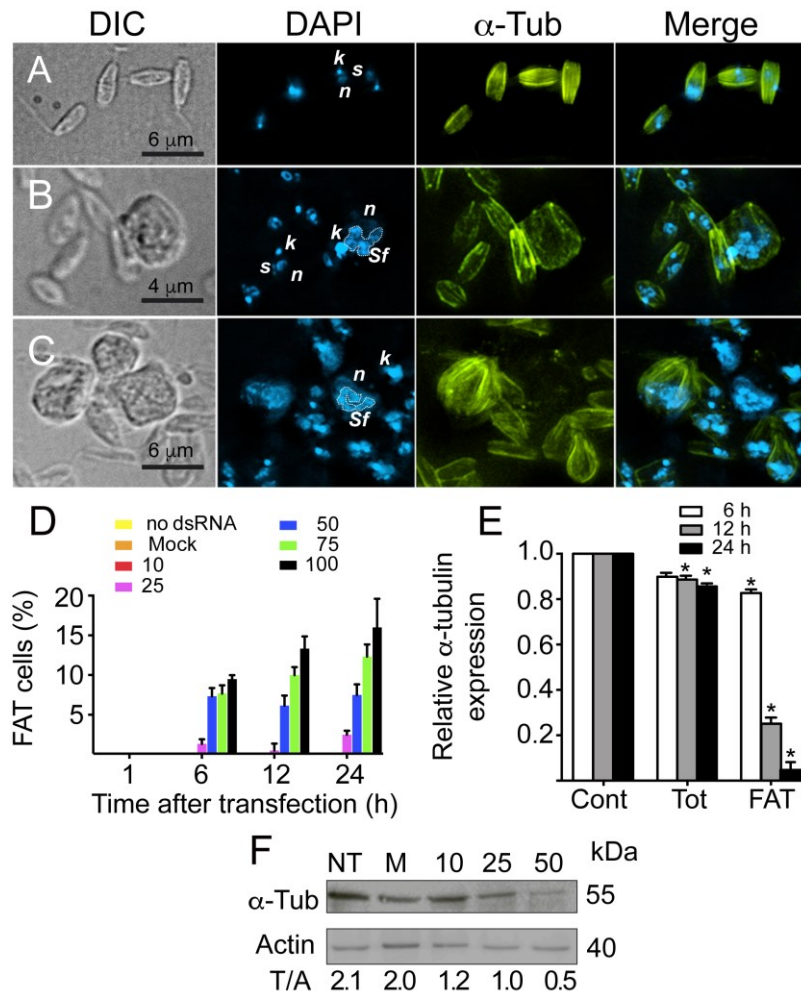 DIC DAPI α-Tub Merge
A
k
s
n
6 μm
B
n
k
k
s
n
Sf
4 μm
C
k
n
Sf
6 μm
D
no dsRNA 50
Mock 75
10 100
25
FAT cells (%)
20
15
10
5
1 6 12 24
Time after transfection (h)
E
6 h
12 h
24 h
Relative α-tubulin
expression
1.0
0.8
0.6
0.4
0.2
* * * * *
Cont Tot FAT
F
NT M 10 25 50 kDa
α-Tub 55
Actin 40
T/A 2.1 2.0 1.2 1.0 0.5